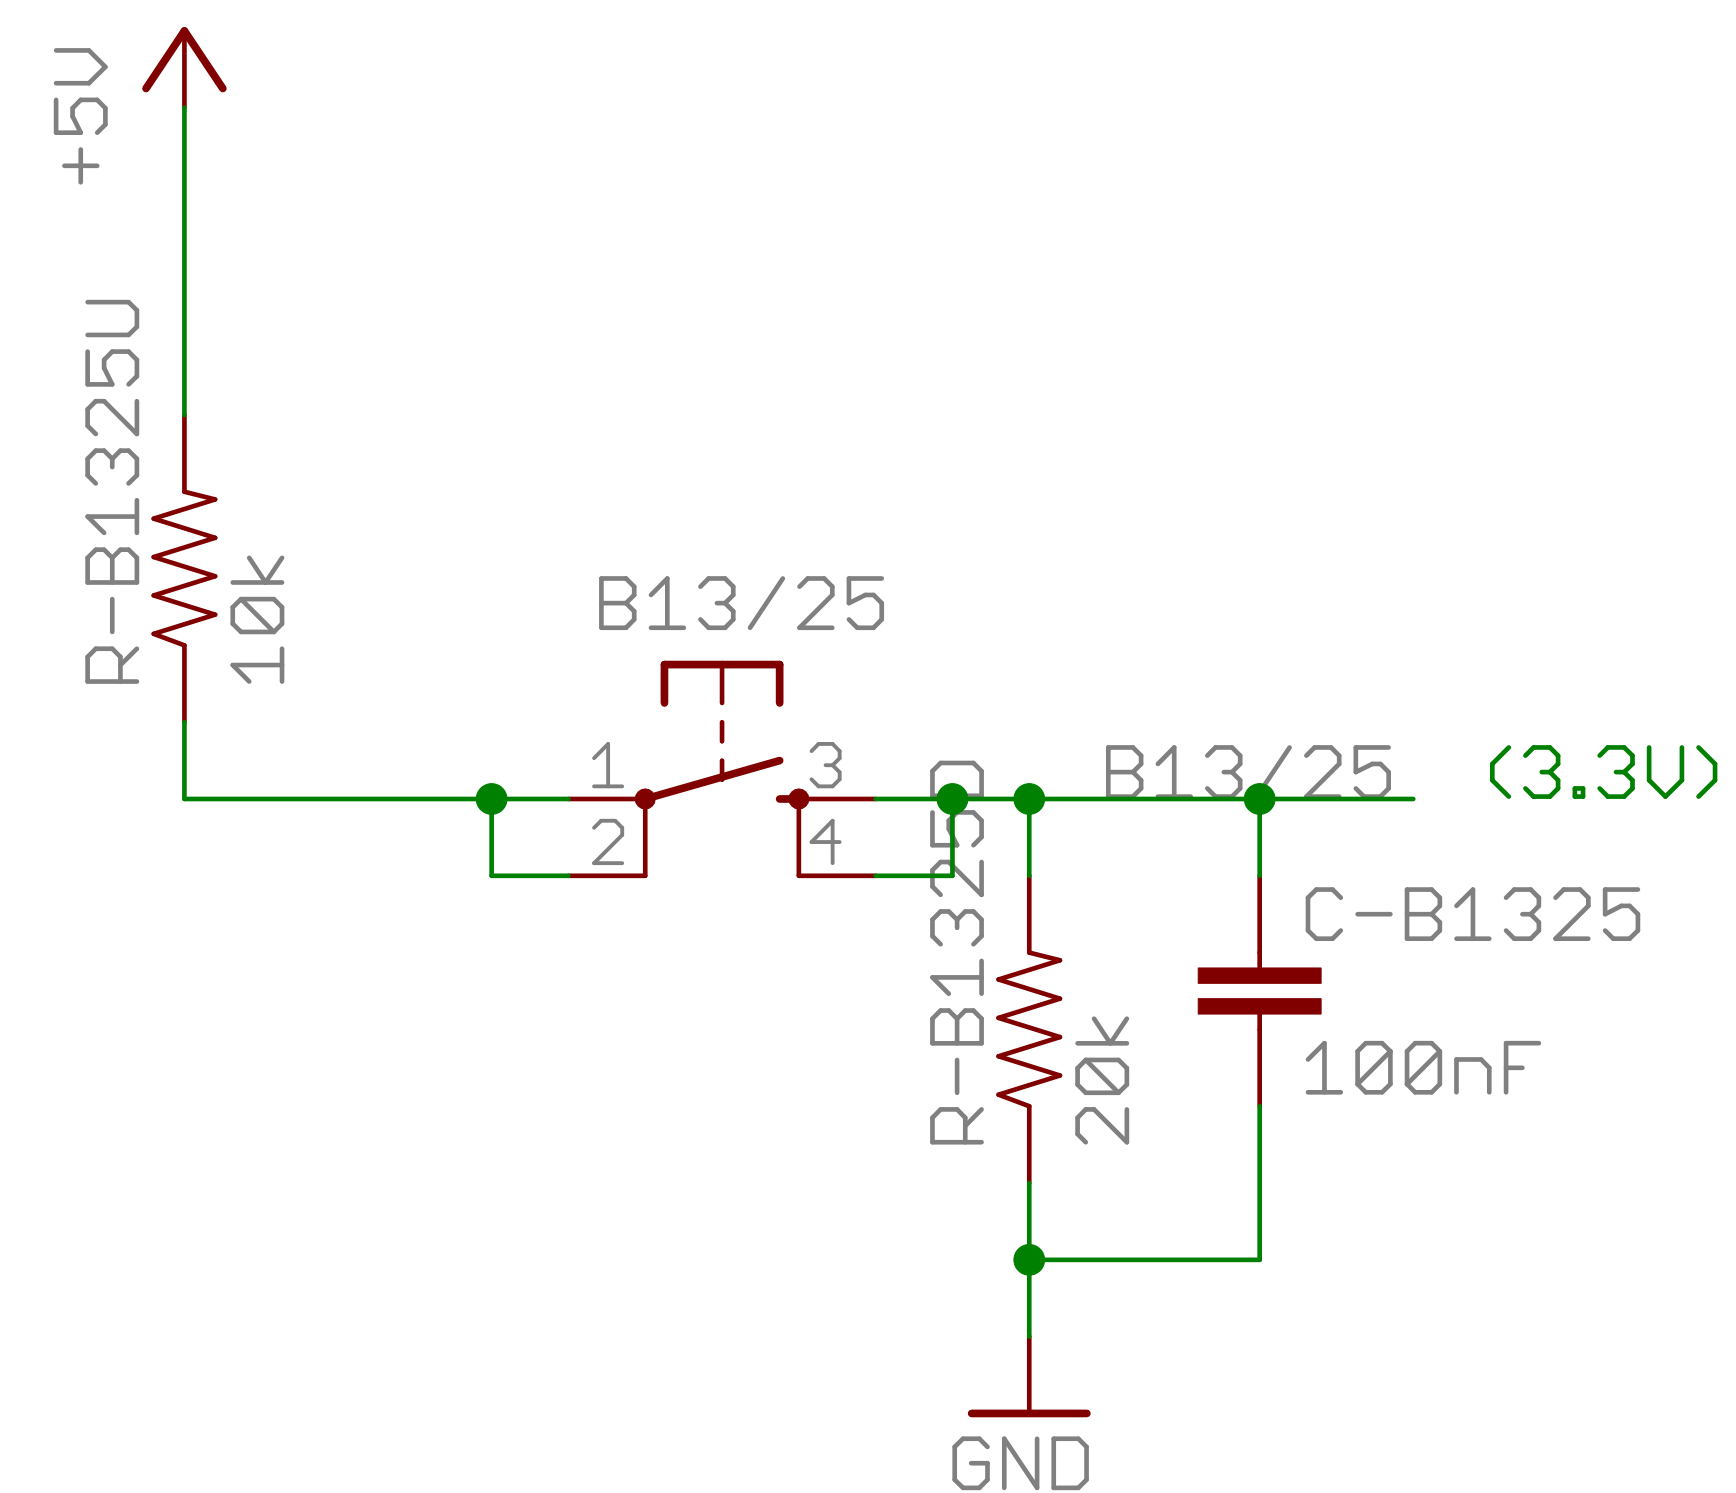 +5V
R-B1325U
10k
B13/25
1
3
2
4
B13/25
(3.3V)
R-B1325D
20k
C-B1325
100nF
GND